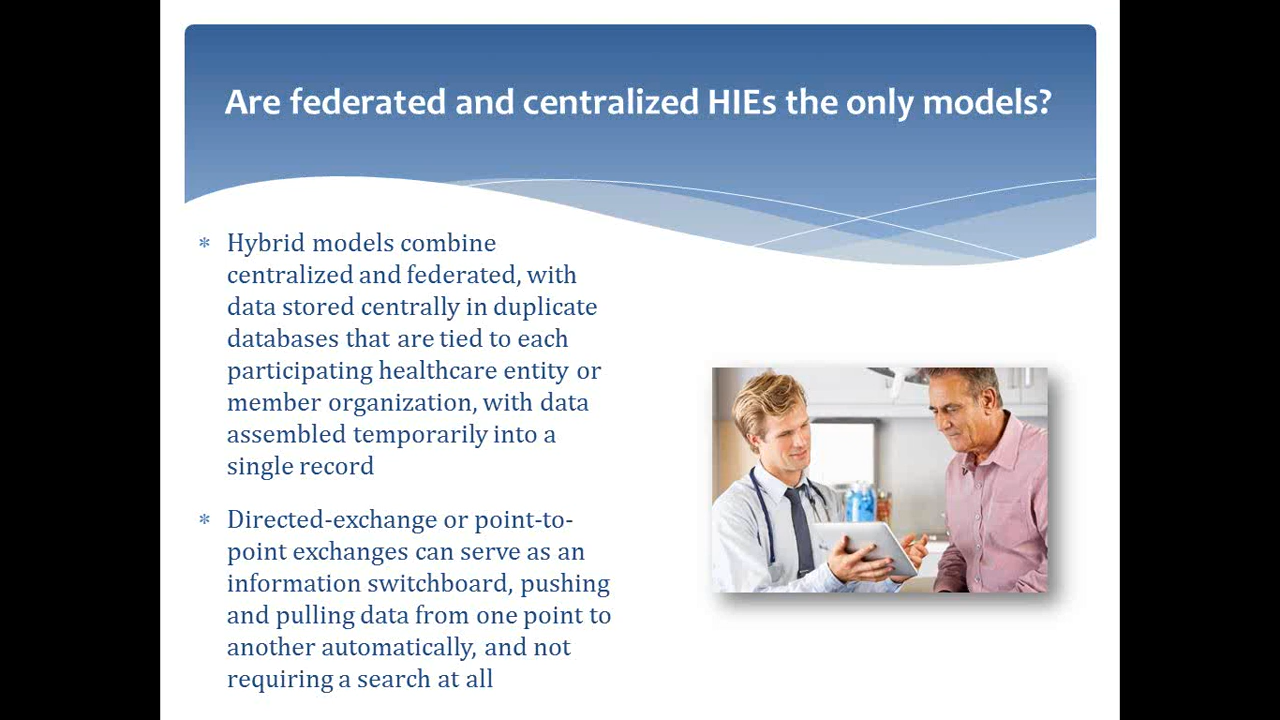 Are federated and centralized HIEs the only models?
* Hybrid models combine
centralized and federated, with
data stored centrally in duplicate
databases that are tied to each
participating healthcare entity or
member organization, with data
assembled temporarily into a
single record
* Directed-exchange or point-to-
point exchanges can serve as an
information switchboard, pushing
and pulling data from one point to
another automatically, and not
requiring a search at all